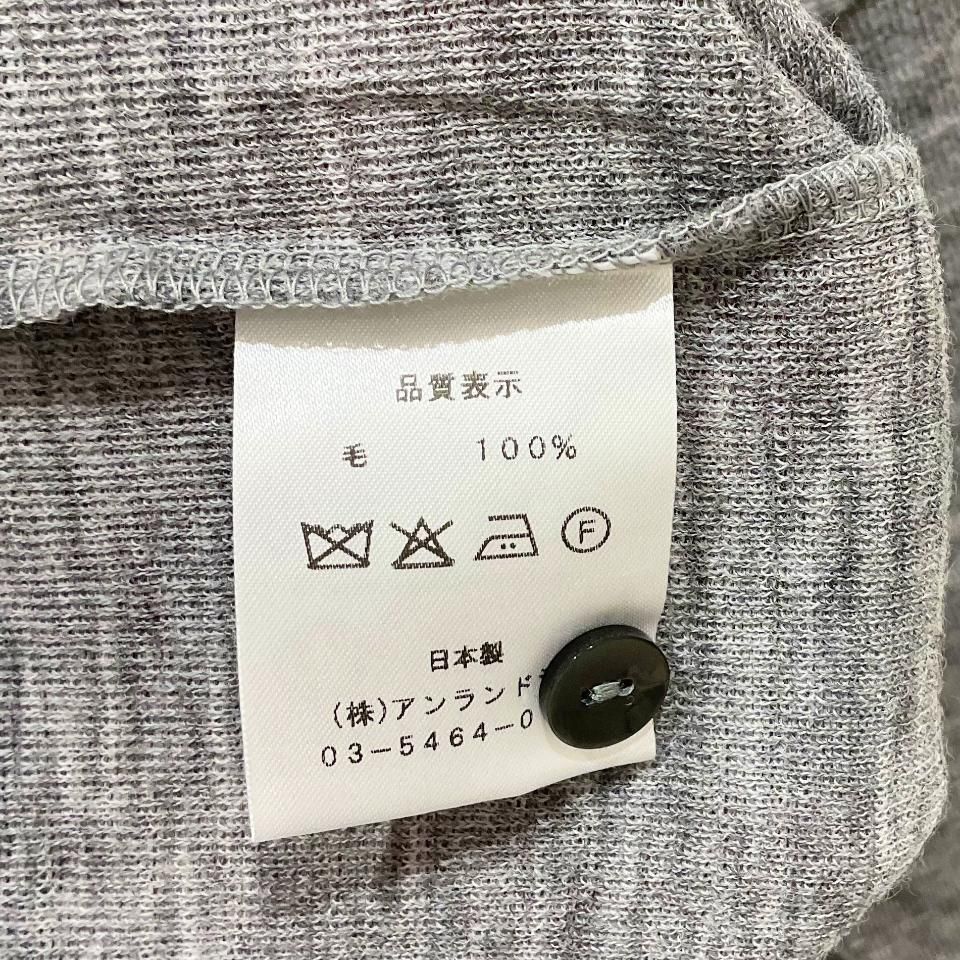 品質表示
毛 100%
F
日本製
(株)アンランド
03-5464-0